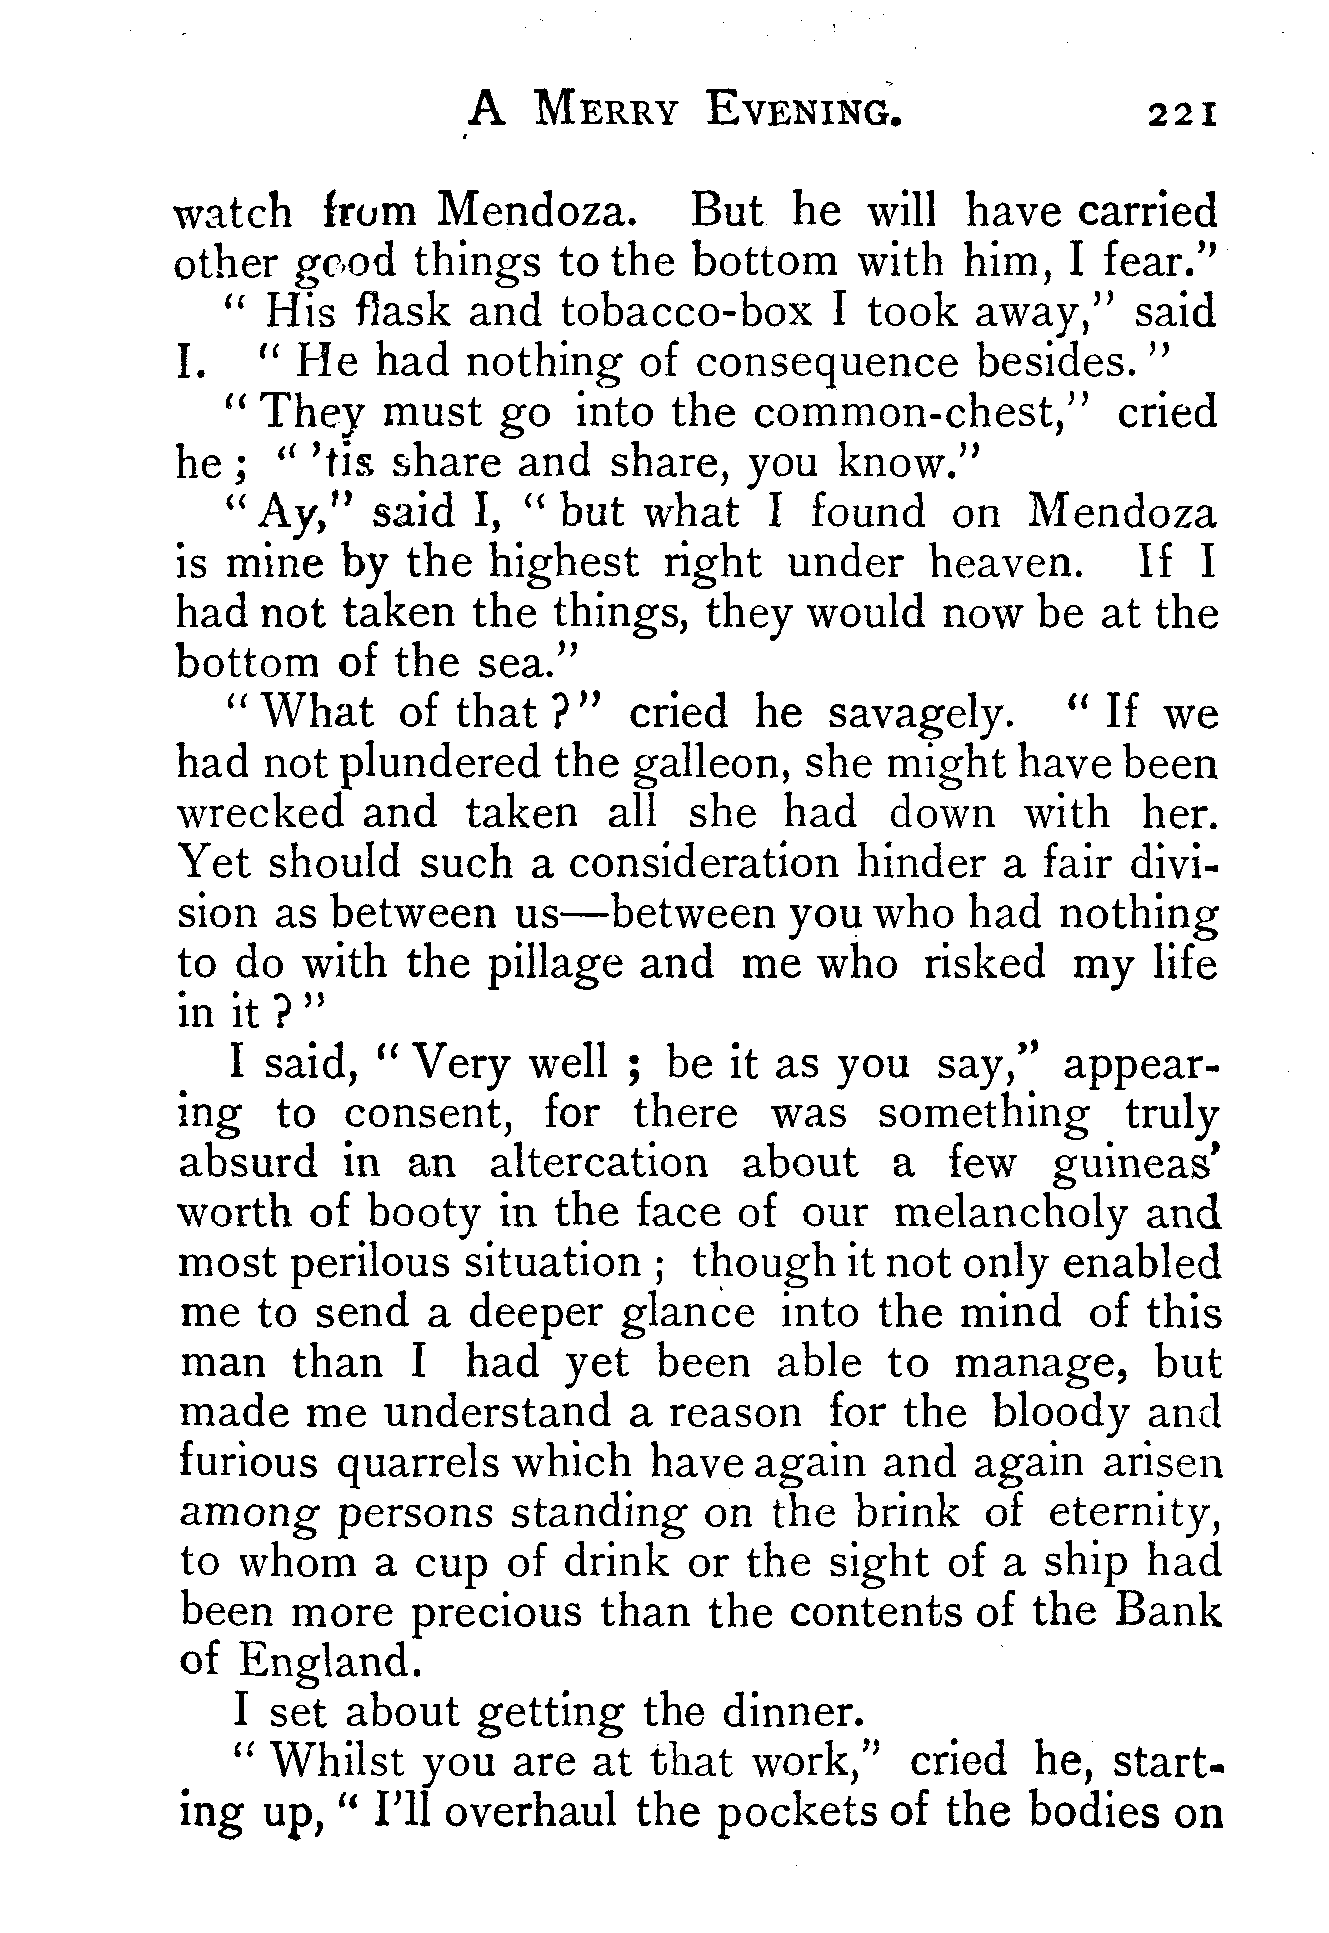 A MERRY EVENING. 221
watch from Mendoza. But he will have carried
other good things to the bottom with him, I fear."
" His flask and tobacco-box I took away," said
I. " He had nothing of consequence besides. "
" They must go into the common-chest," cried
he ; " 'tis share and share, you know."
" Ay," said I, " but what I found on Mendoza
is mine by the highest right under heaven. If I
had not taken the things, they would now be at the
bottom of the sea."
" What of that ? " cried he savagely. " If we
had not plundered the galleon, she might have been
wrecked and taken all she had down with her.
Yet should such a consideration hinder a fair divi-
sion as between us—between you who had nothing
to do with the pillage and me who risked my life
in it ? "
I said, " Very well ; be it as you say," appear-
ing to consent, for there was something truly
absurd in an altercation about a few guineas'
worth of booty in the face of our melancholy and
most perilous situation ; though it not only enabled
me to send a deeper glance into the mind of this
man than I had yet been able to manage, but
made me understand a reason for the bloody and
furious quarrels which have again and again arisen
among persons standing on the brink of eternity,
to whom a cup of drink or the sight of a ship had
been more precious than the contents of the Bank
of England.
I set about getting the dinner.
" Whilst you are at that work," cried he, start-
ing up, " I'll overhaul the pockets of the bodies on